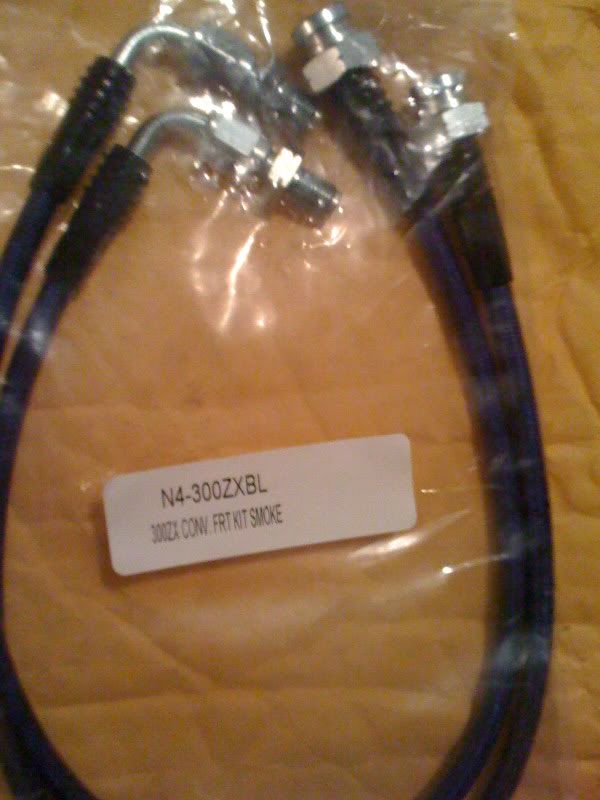 N4-300ZXBL
300ZX CONV. FRT KIT SMOKE